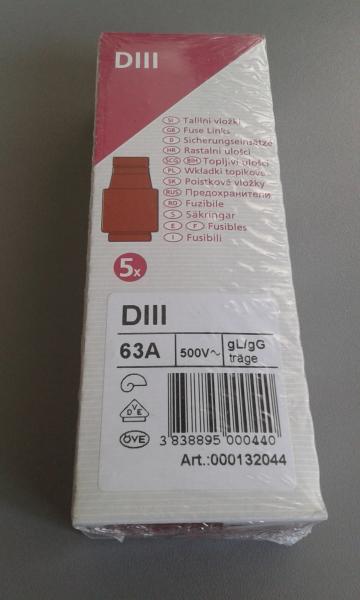 DIII
SI Talilni vložki
GB Fuse Links
D Sicherungseinsätze
HR Rastalni ulošci
SCG BIH Topljivi ulošci
PL Wkładki topikowe
SK Poistkové vložky
RUS Предохранители
RO Fuzibile
S Säkringar
E F Fusibles
I Fusibili
5x
DIII
63A 500V~ gL/gG
träge
DVE
ÖVE
3 838895 000440
Art.:000132044